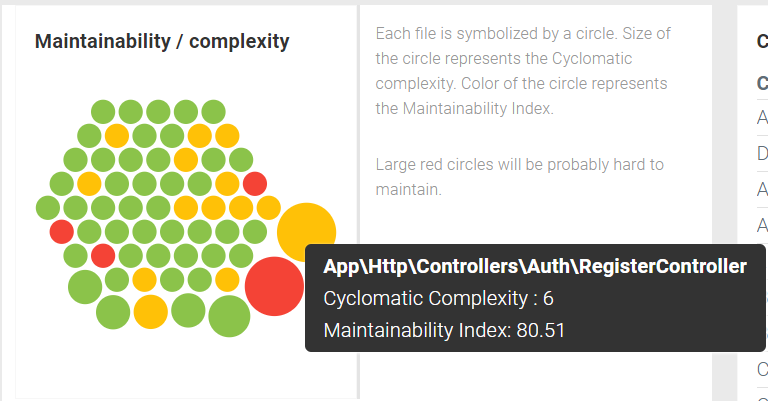 Maintainability / complexity
Each file is symbolized by a circle. Size of
the circle represents the Cyclomatic
complexity. Color of the circle represents
the Maintainability Index.
Large red circles will be probably hard to
maintain.
App\Http\Controllers\Auth\RegisterController
Cyclomatic Complexity : 6
Maintainability Index: 80.51
C
C
A
D
A
A
C